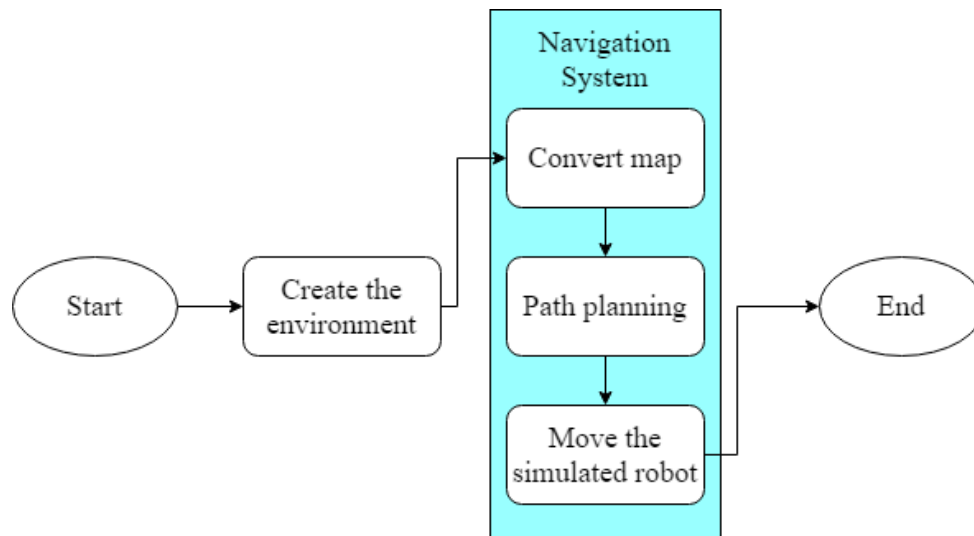 Start
Create the
environment
Navigation
System
Convert map
Path planning
Move the
simulated robot
End